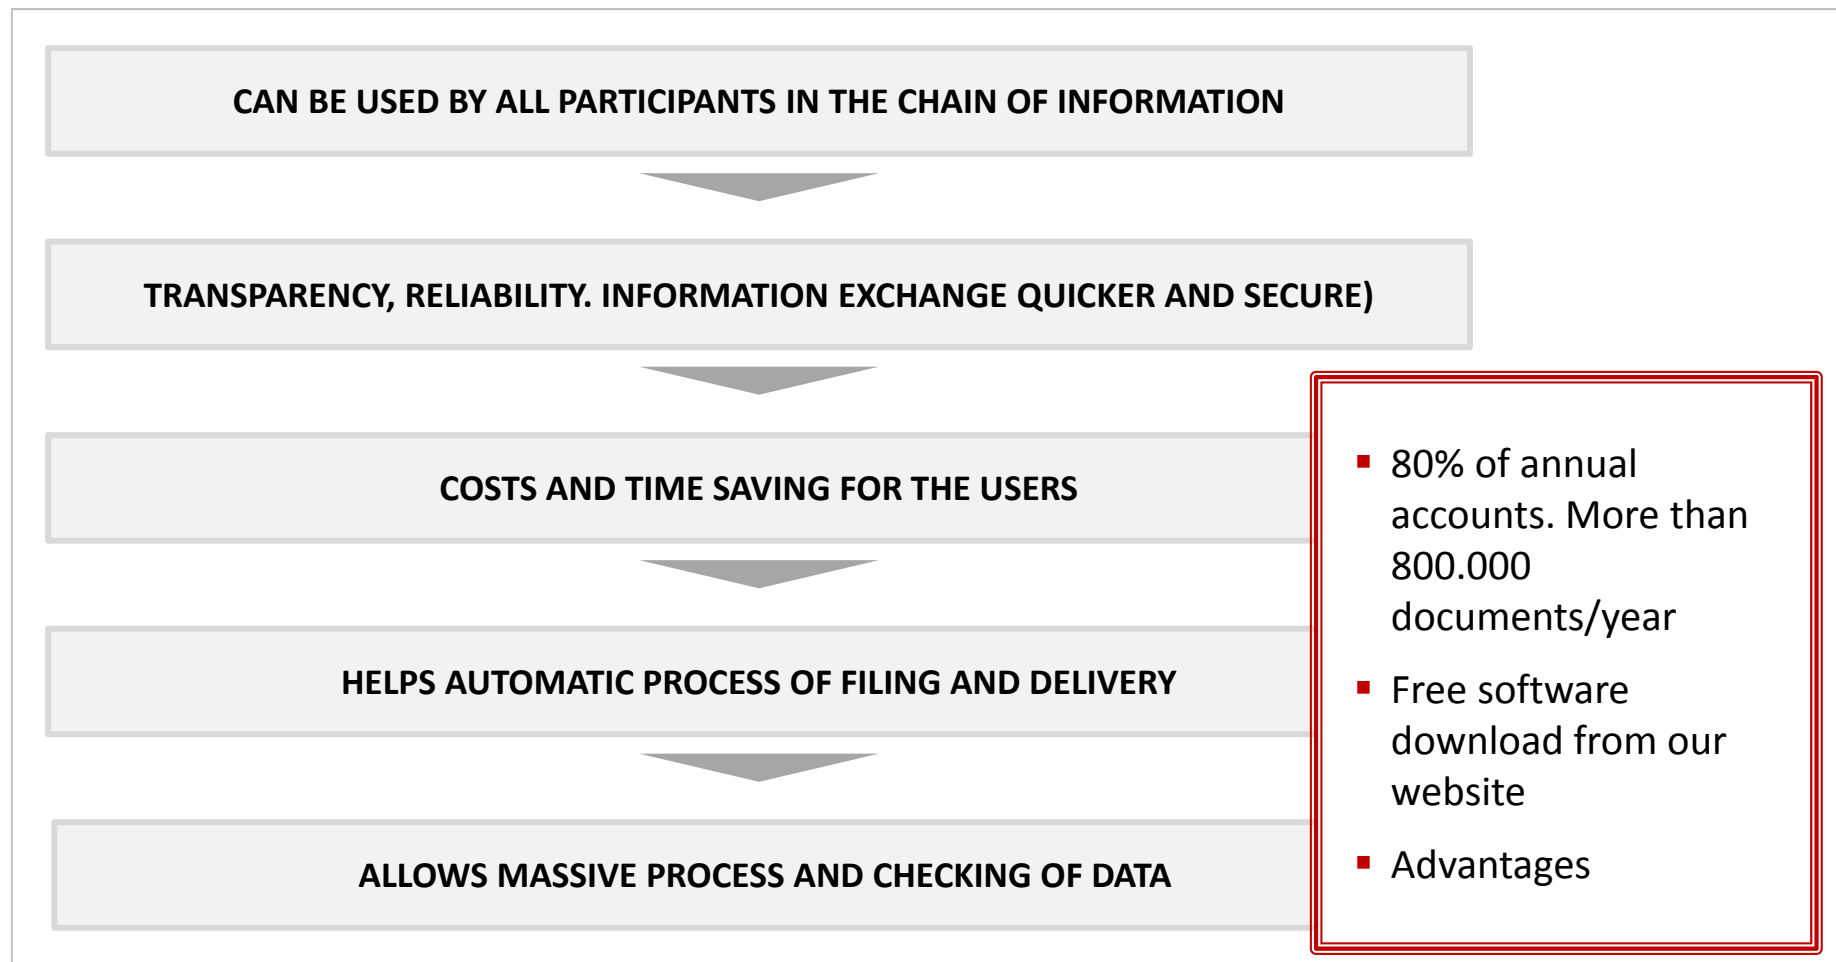 CAN BE USED BY ALL PARTICIPANTS IN THE CHAIN OF INFORMATION
TRANSPARENCY, RELIABILITY. INFORMATION EXCHANGE QUICKER AND SECURE)
COSTS AND TIME SAVING FOR THE USERS
HELPS AUTOMATIC PROCESS OF FILING AND DELIVERY
ALLOWS MASSIVE PROCESS AND CHECKING OF DATA
▪ 80% of annual
accounts. More than
800.000
documents/year
▪ Free software
download from our
website
▪ Advantages